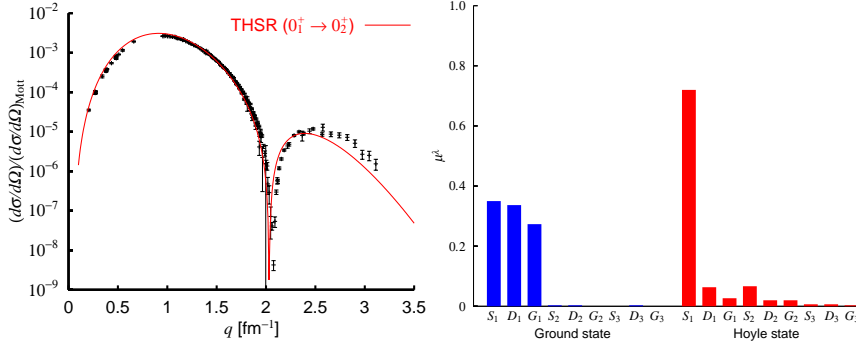 THSR (0₁⁺ → 0₂⁺)
(dσ/dΩ)/(dσ/dΩ)Mott
10⁻²
10⁻³
10⁻⁴
10⁻⁵
10⁻⁶
10⁻⁷
10⁻⁸
10⁻⁹
0 0.5 1 1.5 2 2.5 3 3.5
q [fm⁻¹]
μ^λ
1
0.8
0.6
0.4
0.2
0
S₁ D₁ G₁ S₂ D₂ G₂ S₃ D₃ G₃ S₁ D₁ G₁ S₂ D₂ G₂ S₃ D₃ G₃
Ground state Hoyle state